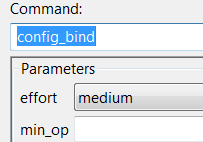 Command:
config_bind
Parameters
effort medium
min_op